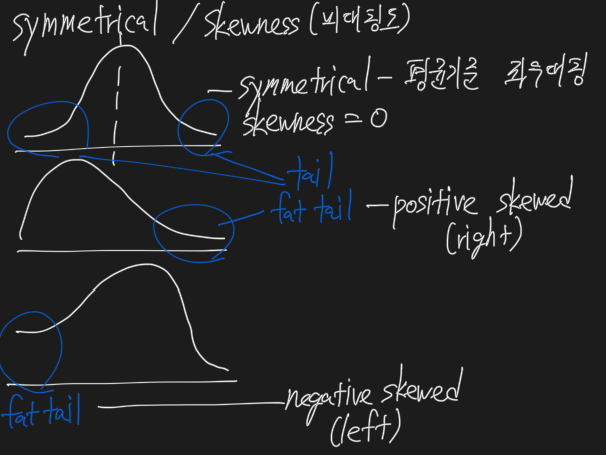 symmetrical / skewness (비대칭도)
symmetrical - 평균기준 좌우대칭
skewness = 0
tail
fat tail - positive skewed
(right)
fat tail - negative skewed
(left)